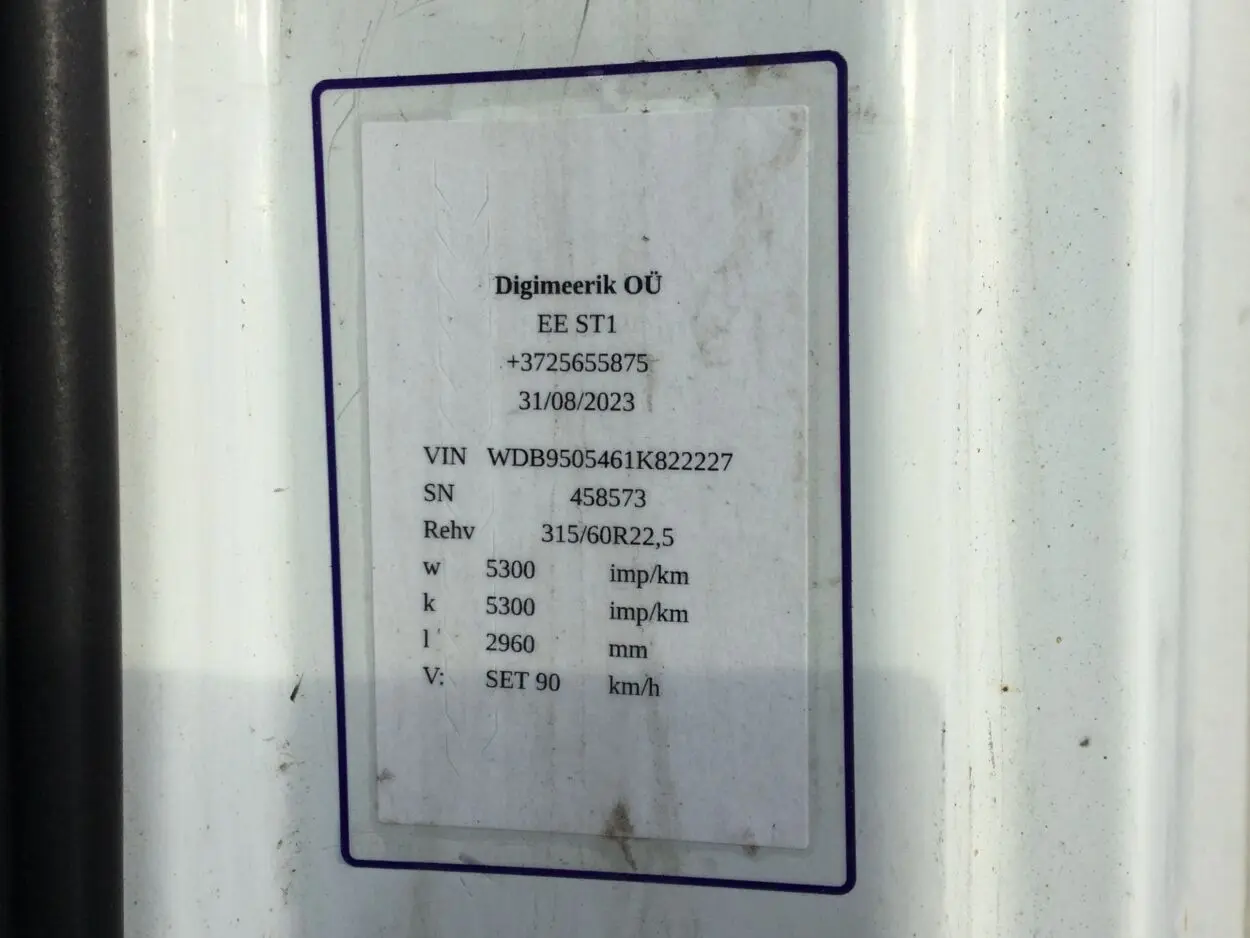 Digimeerik OÜ
EE ST1
+3725655875
31/08/2023
VIN WDB9505461K822227
SN 458573
Rehv 315/60R22,5
w 5300 imp/km
k 5300 imp/km
l 2960 mm
V: SET 90 km/h